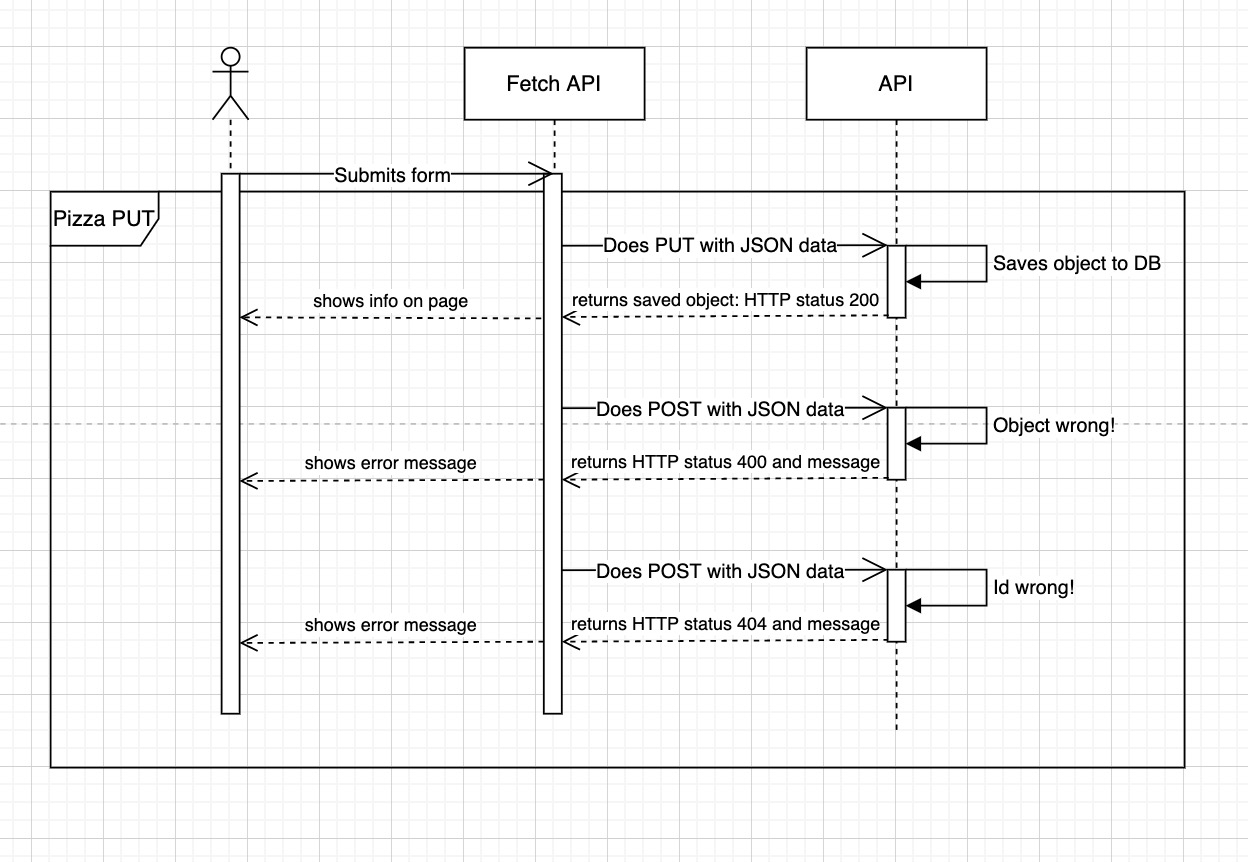 Fetch API
API
Submits form
Pizza PUT
Does PUT with JSON data
Saves object to DB
shows info on page
returns saved object: HTTP status 200
Does POST with JSON data
Object wrong!
shows error message
returns HTTP status 400 and message
Does POST with JSON data
Id wrong!
shows error message
returns HTTP status 404 and message